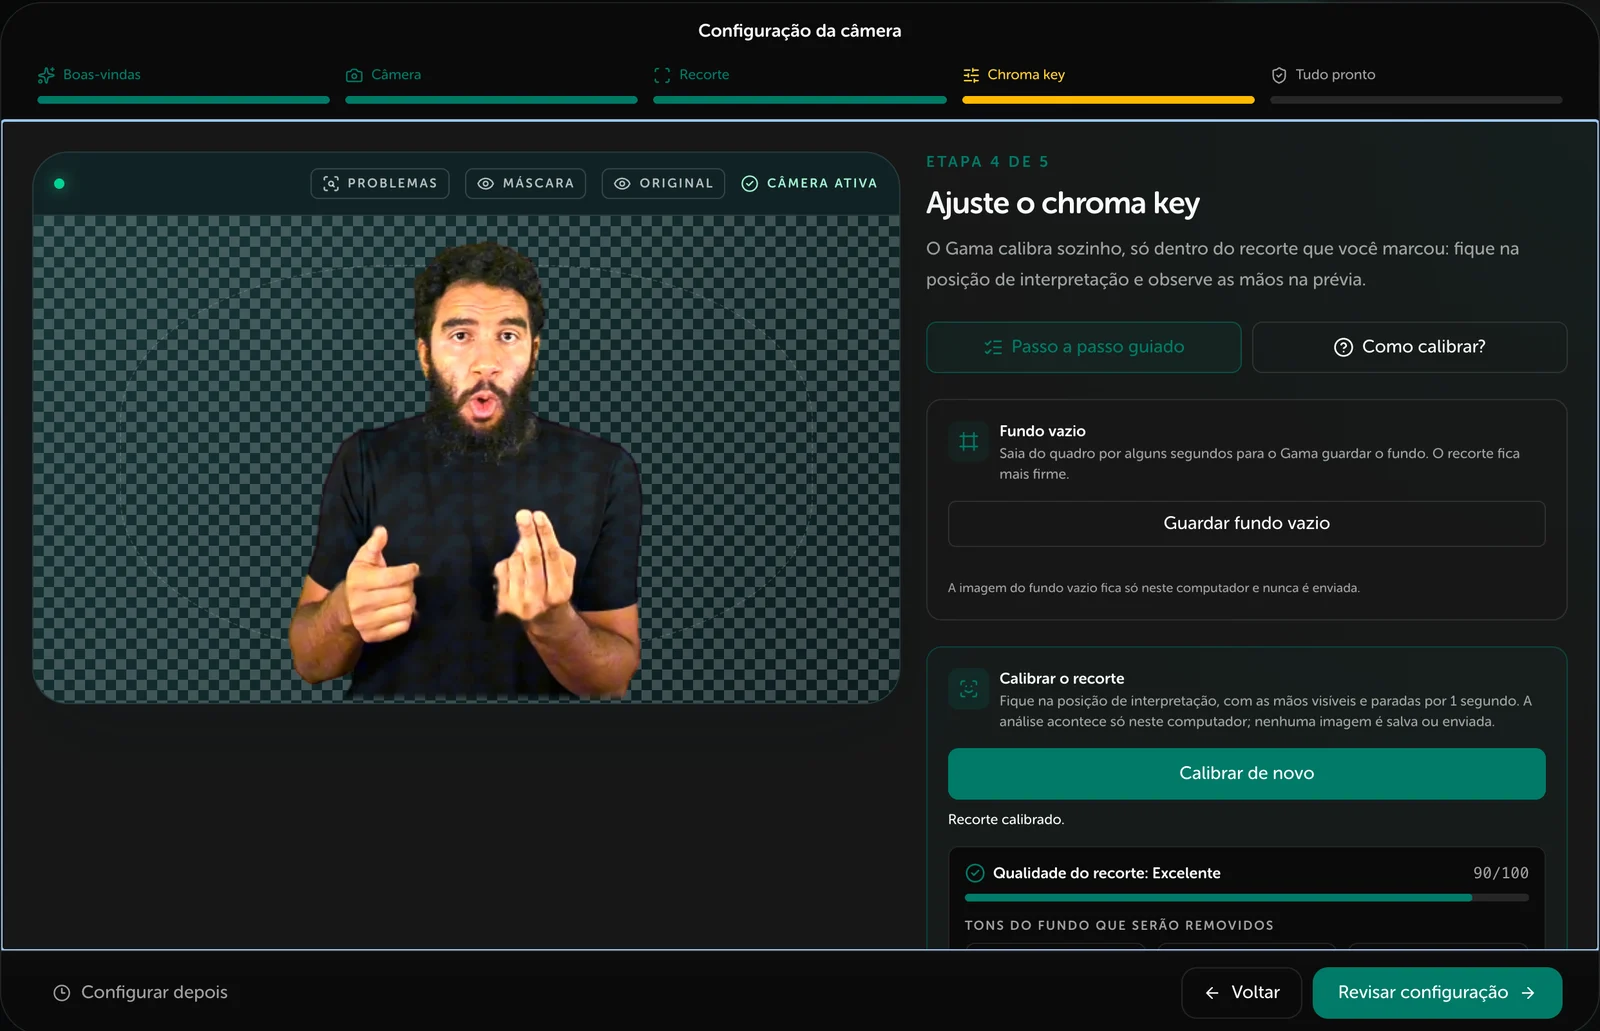 Configuração da câmera
Boas-vindas
Câmera
Recorte
Chroma key
Tudo pronto
PROBLEMAS
MÁSCARA
ORIGINAL
CÂMERA ATIVA
ETAPA 4 DE 5
Ajuste o chroma key
O Gama calibra sozinho, só dentro do recorte que você marcou: fique na
posição de interpretação e observe as mãos na prévia.
Passo a passo guiado
Como calibrar?
Fundo vazio
Saia do quadro por alguns segundos para o Gama guardar o fundo. O recorte fica
mais firme.
Guardar fundo vazio
A imagem do fundo vazio fica só neste computador e nunca é enviada.
Calibrar o recorte
Fique na posição de interpretação, com as mãos visíveis e paradas por 1 segundo. A
análise acontece só neste computador; nenhuma imagem é salva ou enviada.
Calibrar de novo
Recorte calibrado.
Qualidade do recorte: Excelente
90/100
TONS DO FUNDO QUE SERÃO REMOVIDOS
Configurar depois
Voltar
Revisar configuração